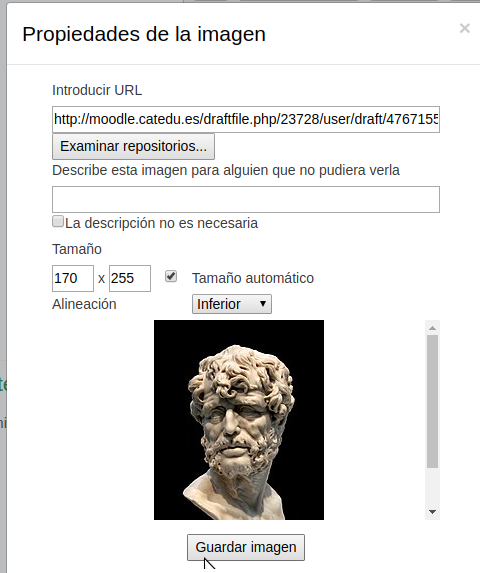 Propiedades de la imagen
×
Introducir URL
http://moodle.catedu.es/draftfile.php/23728/user/draft/4767155
Examinar repositorios...
Describe esta imagen para alguien que no pudiera verla
La descripción no es necesaria
Tamaño
170 x 255 Tamaño automático
Alineación Inferior
Guardar imagen